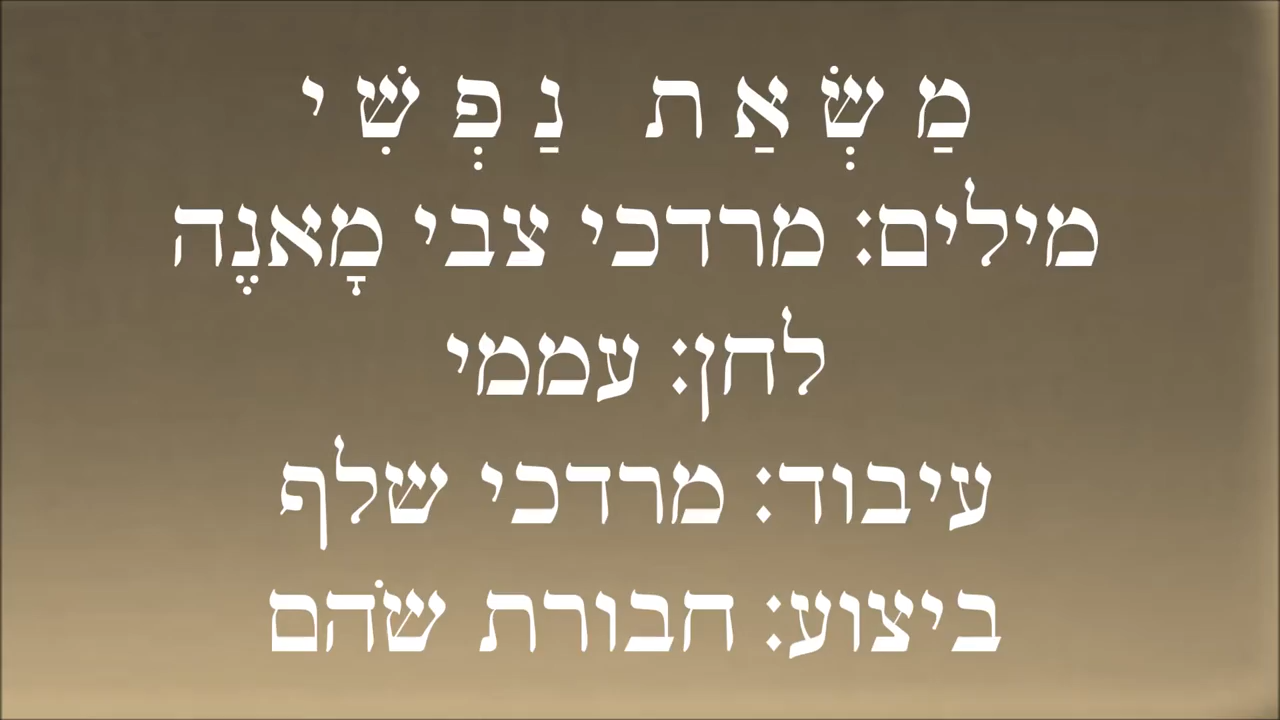 מַשְׂאַת נַפְשִׁי
מילים: מרדכי צבי מָאנֶה
לחן: עממי
עיבוד: מרדכי שלף
ביצוע: חבורת שֹהם